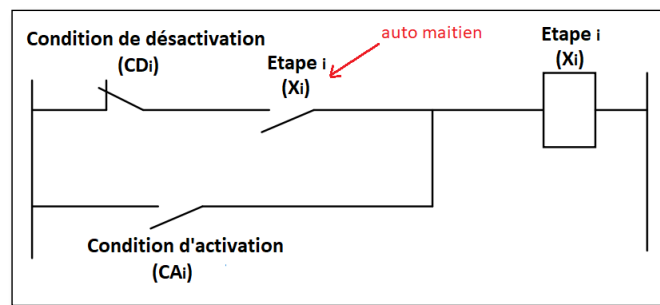 Condition de désactivation
(CDi)
auto maitien
Etape i
(Xi)
Etape i
(Xi)
Condition d'activation
(CAi)